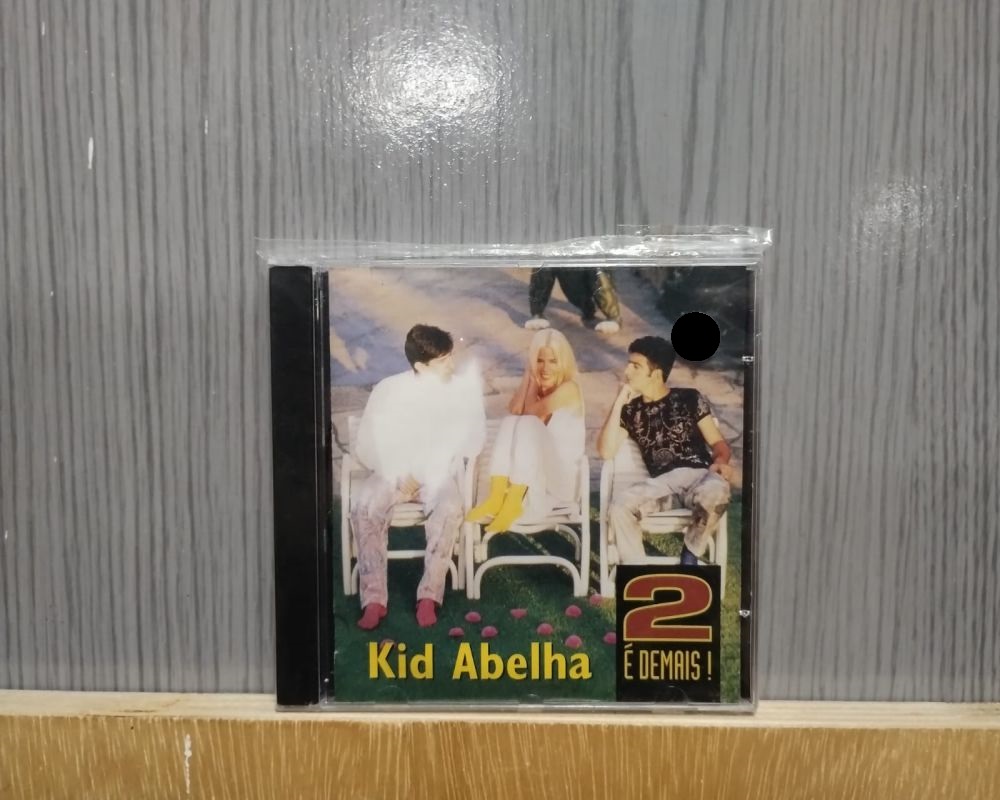 Kid Abelha
2
É DEMAIS !